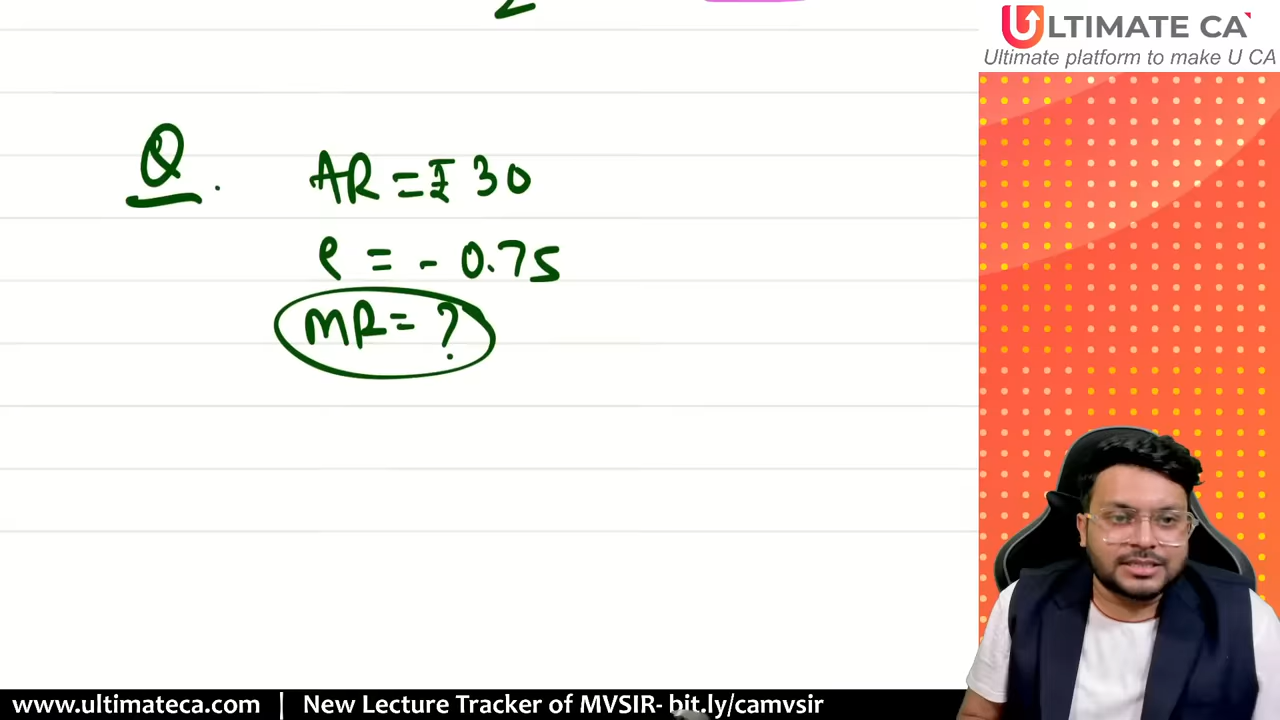 2
ULTIMATE CA
Ultimate platform to make U CA
Q.
AR = ₹ 30
e = - 0.75
MR = ?
www.ultimateca.com | New Lecture Tracker of MVSIR- bit.ly/camvsir